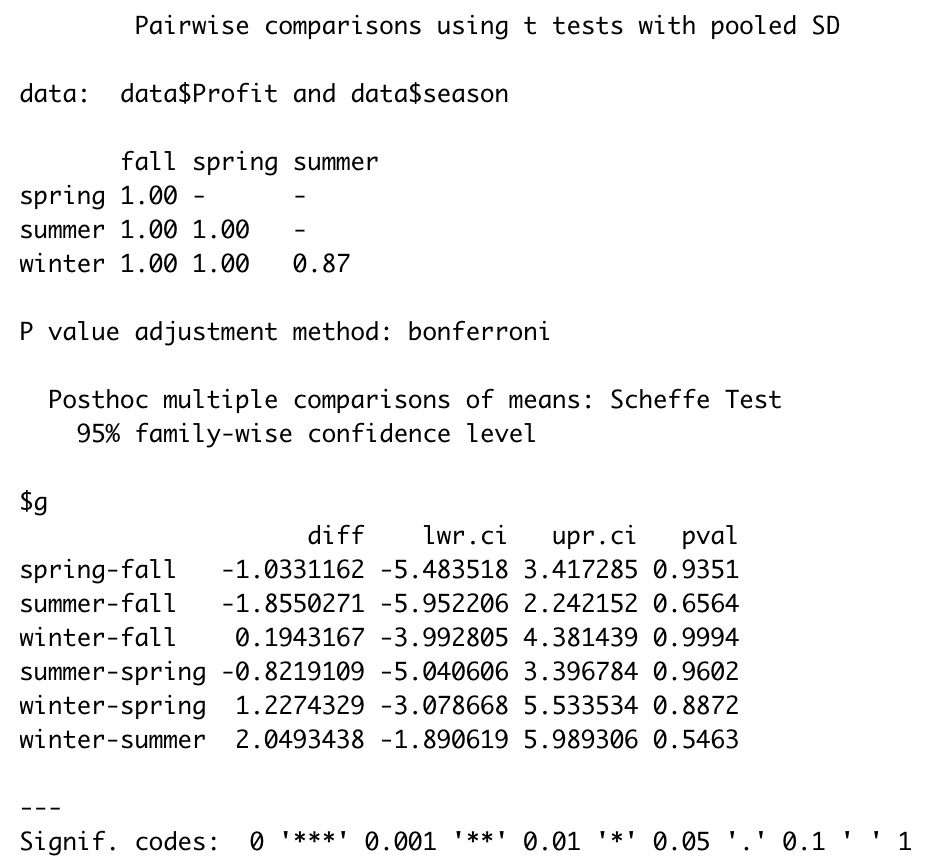 Pairwise comparisons using t tests with pooled SD
data:  data$Profit and data$season
       fall spring summer
spring 1.00 -      -
summer 1.00 1.00   -
winter 1.00 1.00   0.87
P value adjustment method: bonferroni
  Posthoc multiple comparisons of means: Scheffe Test
    95% family-wise confidence level
$g
                    diff    lwr.ci   upr.ci   pval
spring-fall   -1.0331162 -5.483518 3.417285 0.9351
summer-fall   -1.8550271 -5.952206 2.242152 0.6564
winter-fall    0.1943167 -3.992805 4.381439 0.9994
summer-spring -0.8219109 -5.040606 3.396784 0.9602
winter-spring  1.2274329 -3.078668 5.533534 0.8872
winter-summer  2.0493438 -1.890619 5.989306 0.5463
---
Signif. codes:  0 '***' 0.001 '**' 0.01 '*' 0.05 '.' 0.1 ' ' 1